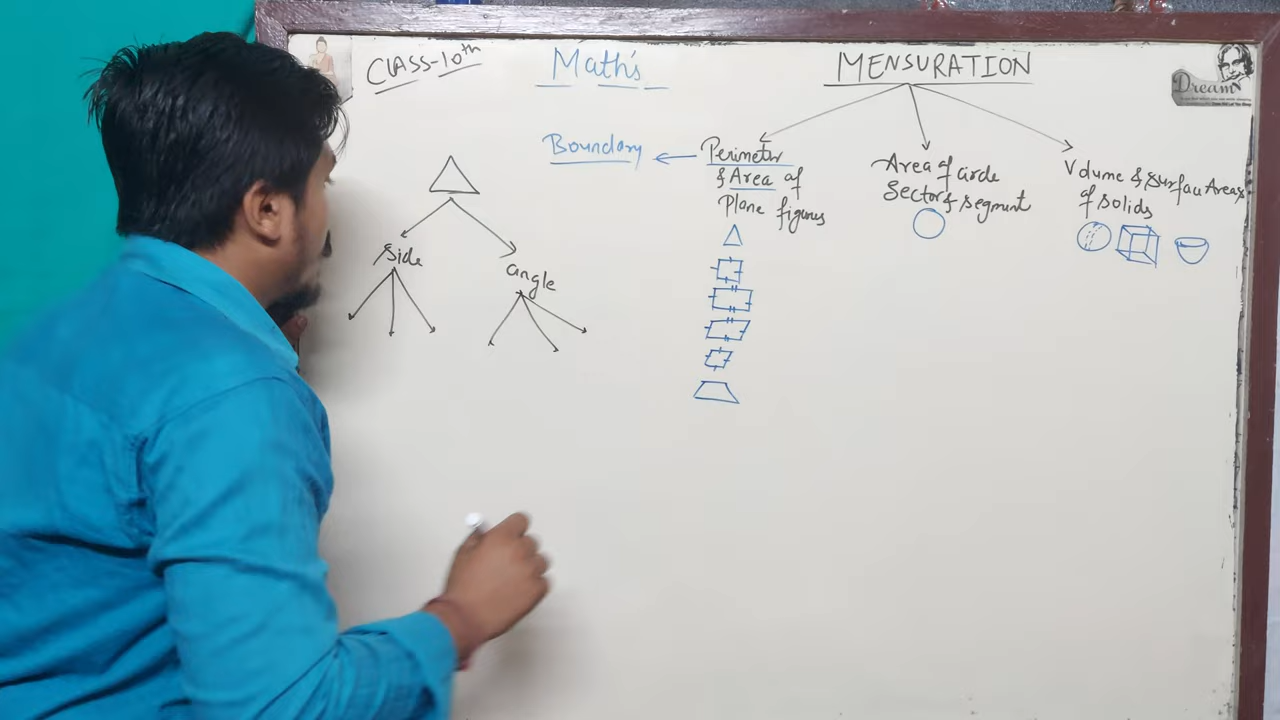 CLASS-10th
Math's
MENSURATION
Dream
Boundary
Perimeter
& Area of
Plane figures
Area of circle
Sector & segment
Volume & Surface Areas
of solids
side
angle